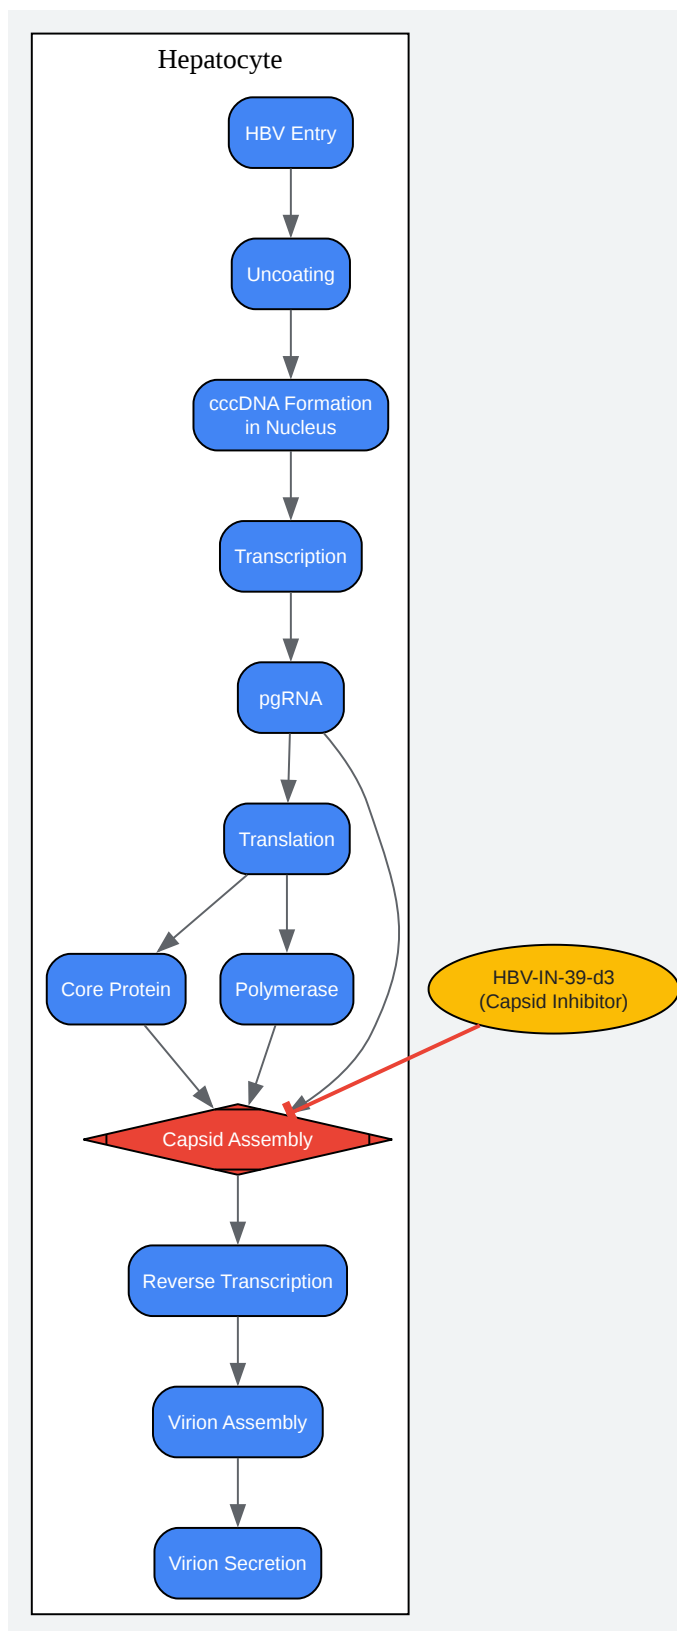 Hepatocyte
HBV Entry
Uncoating
cccDNA Formation
in Nucleus
Transcription
pgRNA
Translation
Core Protein
Polymerase
HBV-IN-39-d3
(Capsid Inhibitor)
Capsid Assembly
Reverse Transcription
Virion Assembly
Virion Secretion